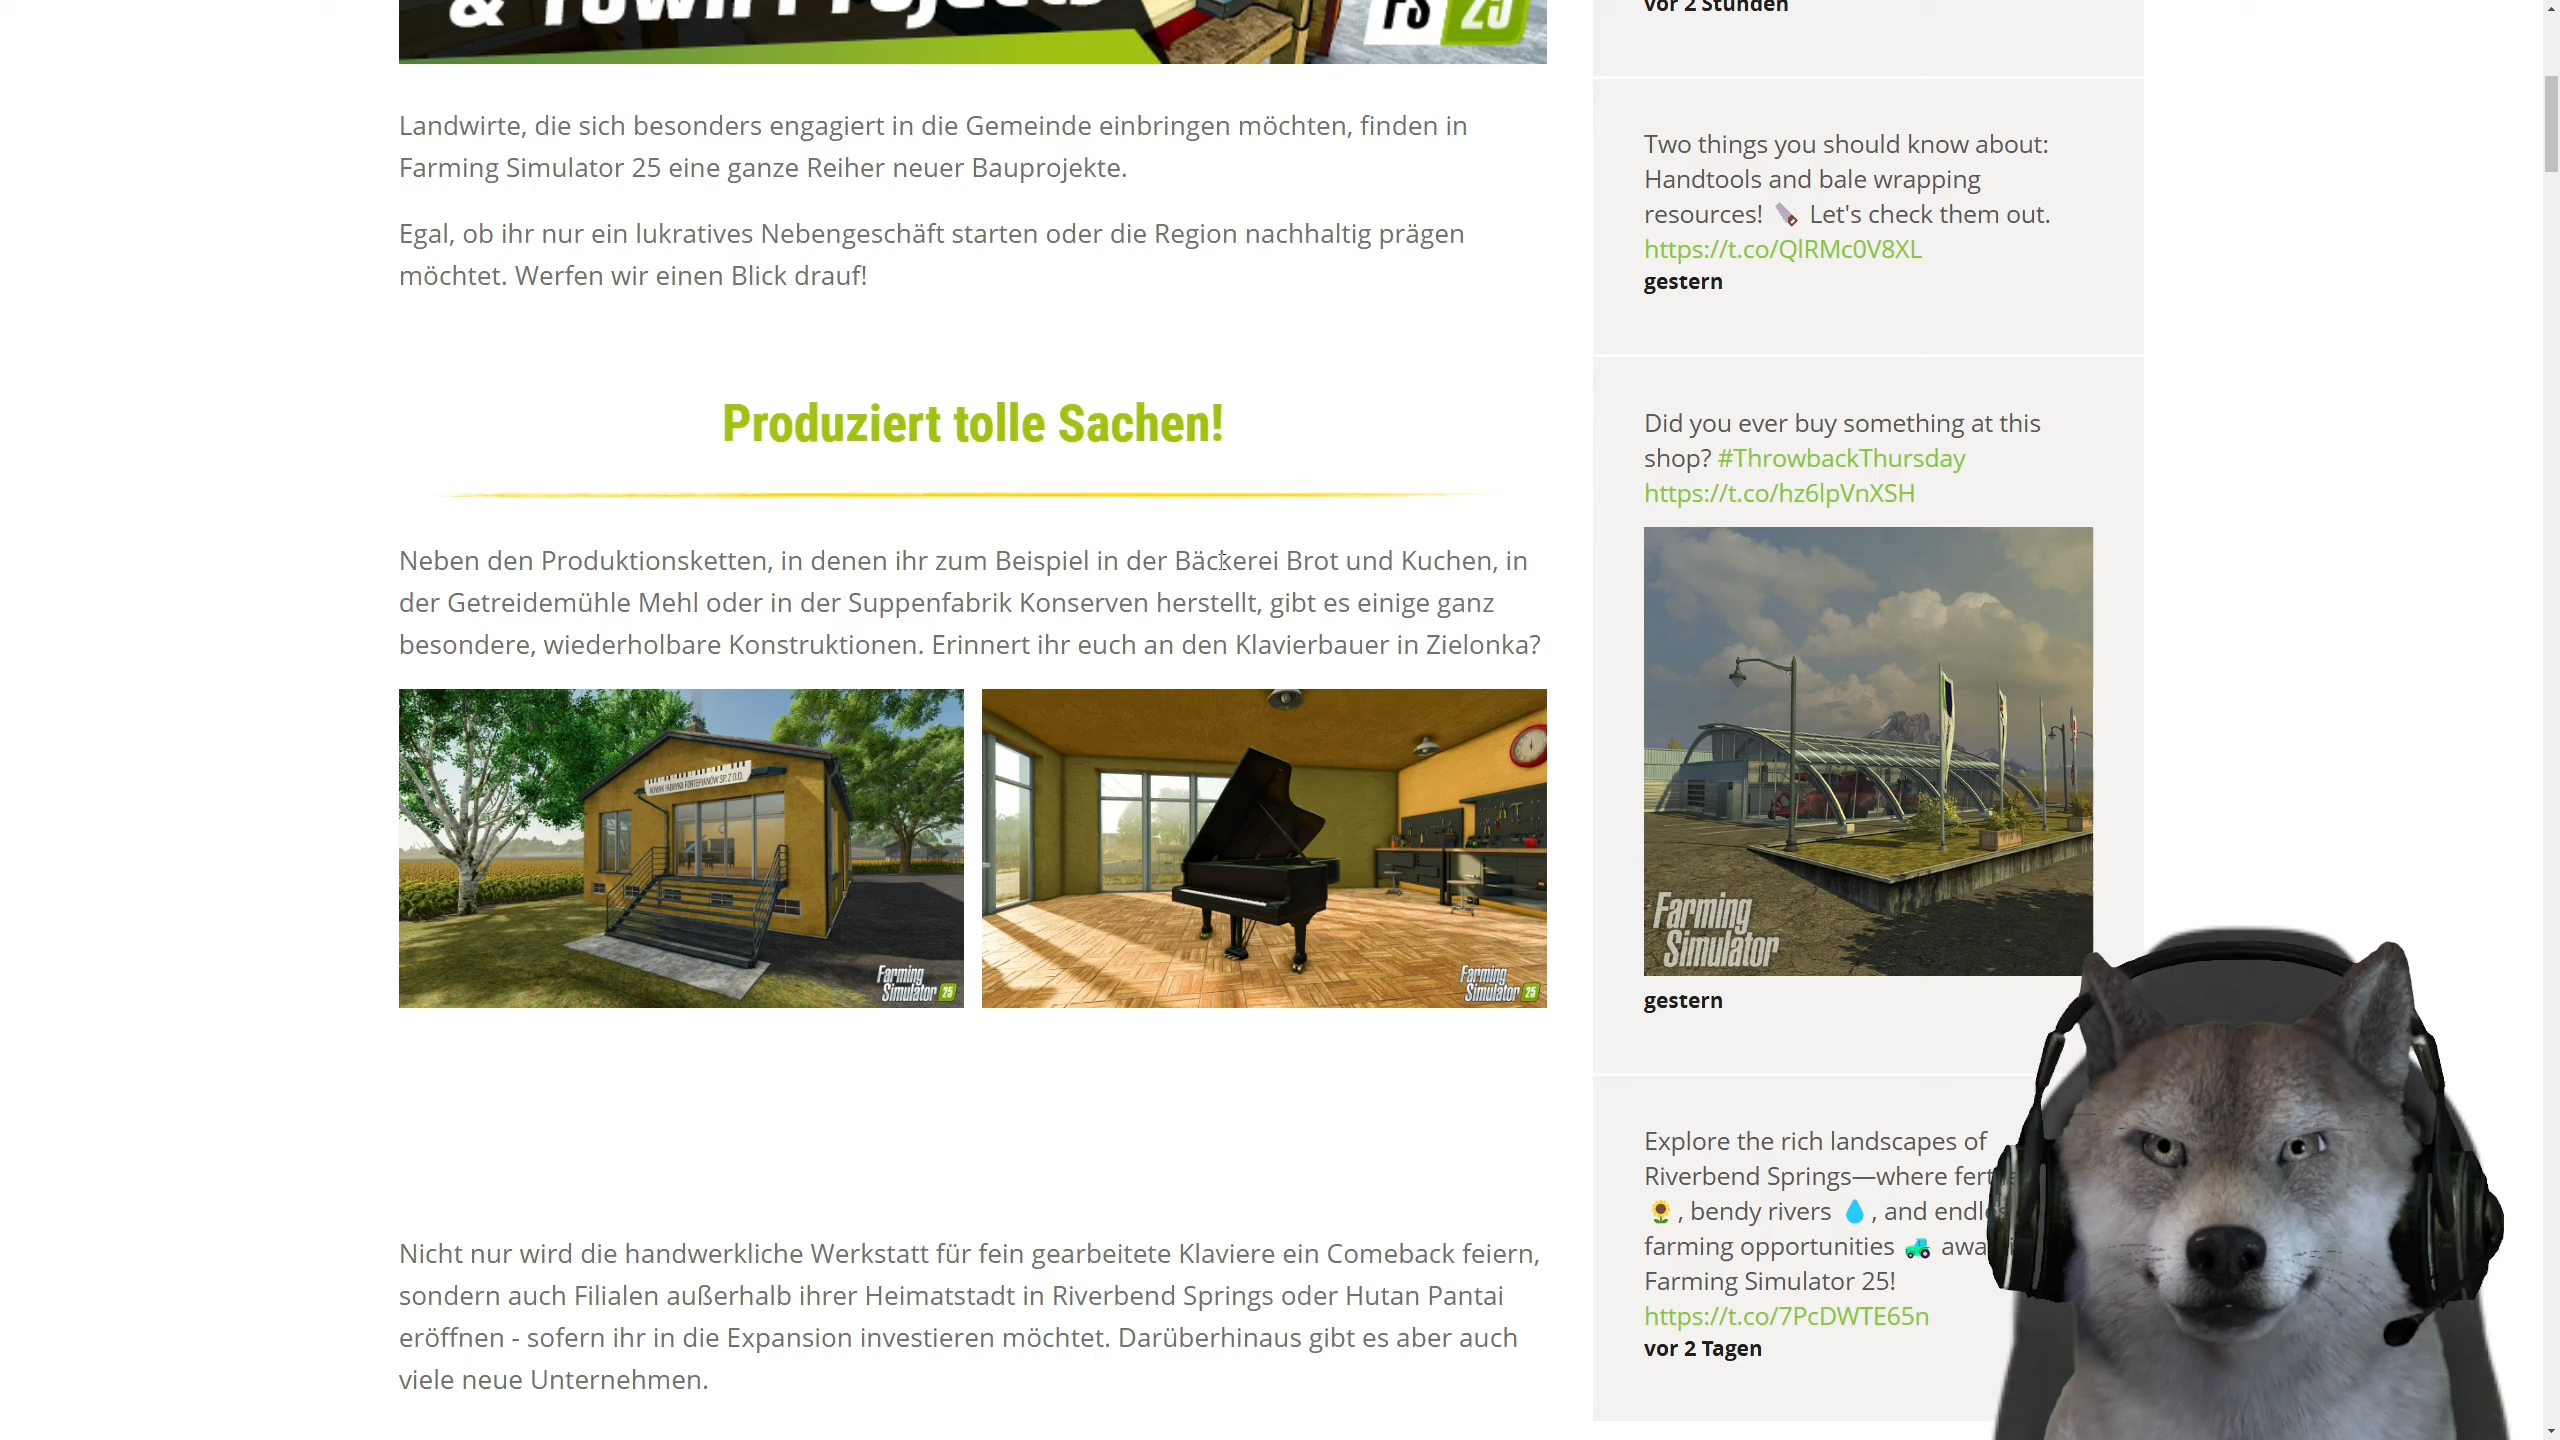 & Town Projects
FS 25
Landwirte, die sich besonders engagiert in die Gemeinde einbringen möchten, finden in
Farming Simulator 25 eine ganze Reiher neuer Bauprojekte.
Egal, ob ihr nur ein lukratives Nebengeschäft starten oder die Region nachhaltig prägen
möchtet. Werfen wir einen Blick drauf!
Produziert tolle Sachen!
Neben den Produktionsketten, in denen ihr zum Beispiel in der Bäckerei Brot und Kuchen, in
der Getreidemühle Mehl oder in der Suppenfabrik Konserven herstellt, gibt es einige ganz
besondere, wiederholbare Konstruktionen. Erinnert ihr euch an den Klavierbauer in Zielonka?
NOWAK FABRYKA FORTEPIANÓW SP. Z O.O.
Farming
Simulator 25
Farming
Simulator 25
Nicht nur wird die handwerkliche Werkstatt für fein gearbeitete Klaviere ein Comeback feiern,
sondern auch Filialen außerhalb ihrer Heimatstadt in Riverbend Springs oder Hutan Pantai
eröffnen - sofern ihr in die Expansion investieren möchtet. Darüberhinaus gibt es aber auch
viele neue Unternehmen.
vor 2 Stunden
Two things you should know about:
Handtools and bale wrapping
resources! 🪚 Let's check them out.
https://t.co/QlRMc0V8XL
gestern
Did you ever buy something at this
shop? #ThrowbackThursday
https://t.co/hz6lpVnXSH
Farming
Simulator
gestern
Explore the rich landscapes of
Riverbend Springs—where
🌻, bendy rivers 💧, and
farming opportunities 🚜
Farming Simulator 25!
https://t.co/7PcDWTE65n
vor 2 Tagen